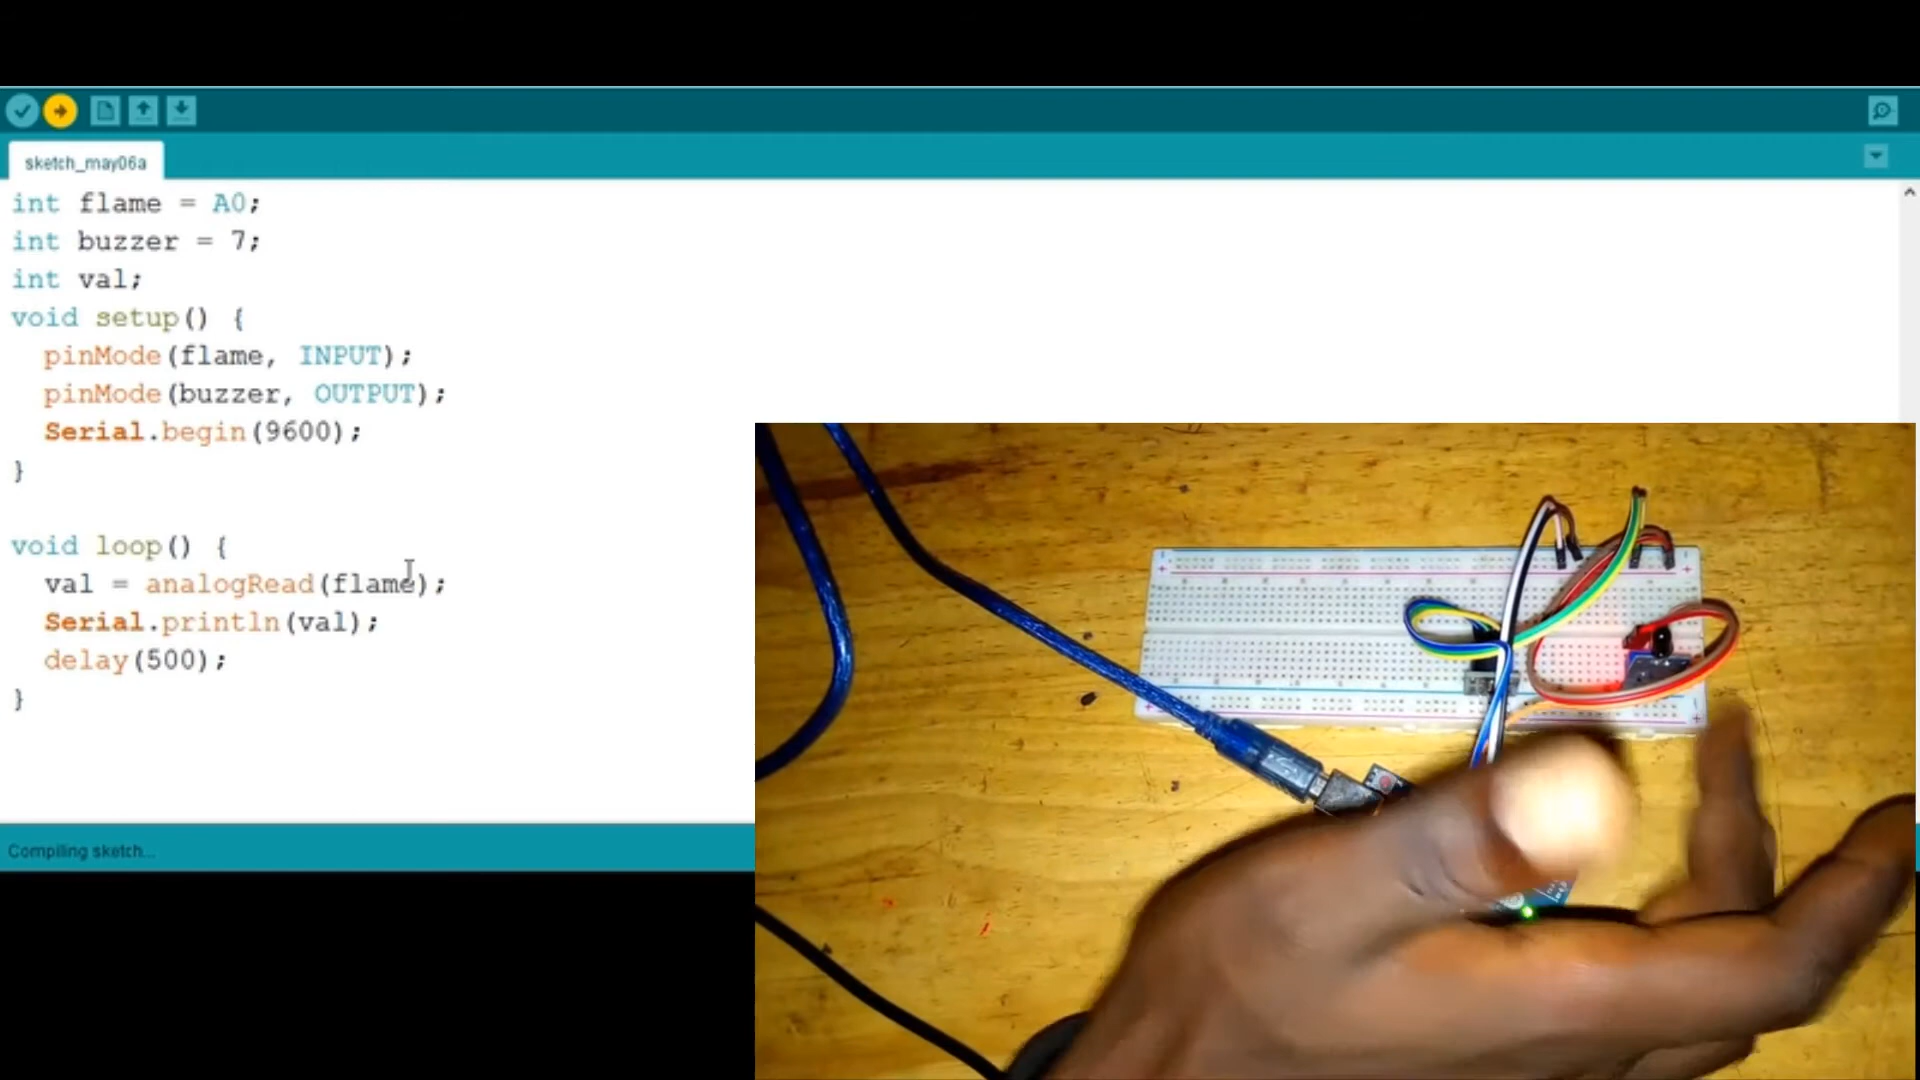 sketch_may06a
int flame = A0;
int buzzer = 7;
int val;
void setup() {
pinMode(flame, INPUT);
pinMode(buzzer, OUTPUT);
Serial.begin(9600);
}
void loop() {
val = analogRead(flame);
Serial.println(val);
delay(500);
}
Compiling sketch...